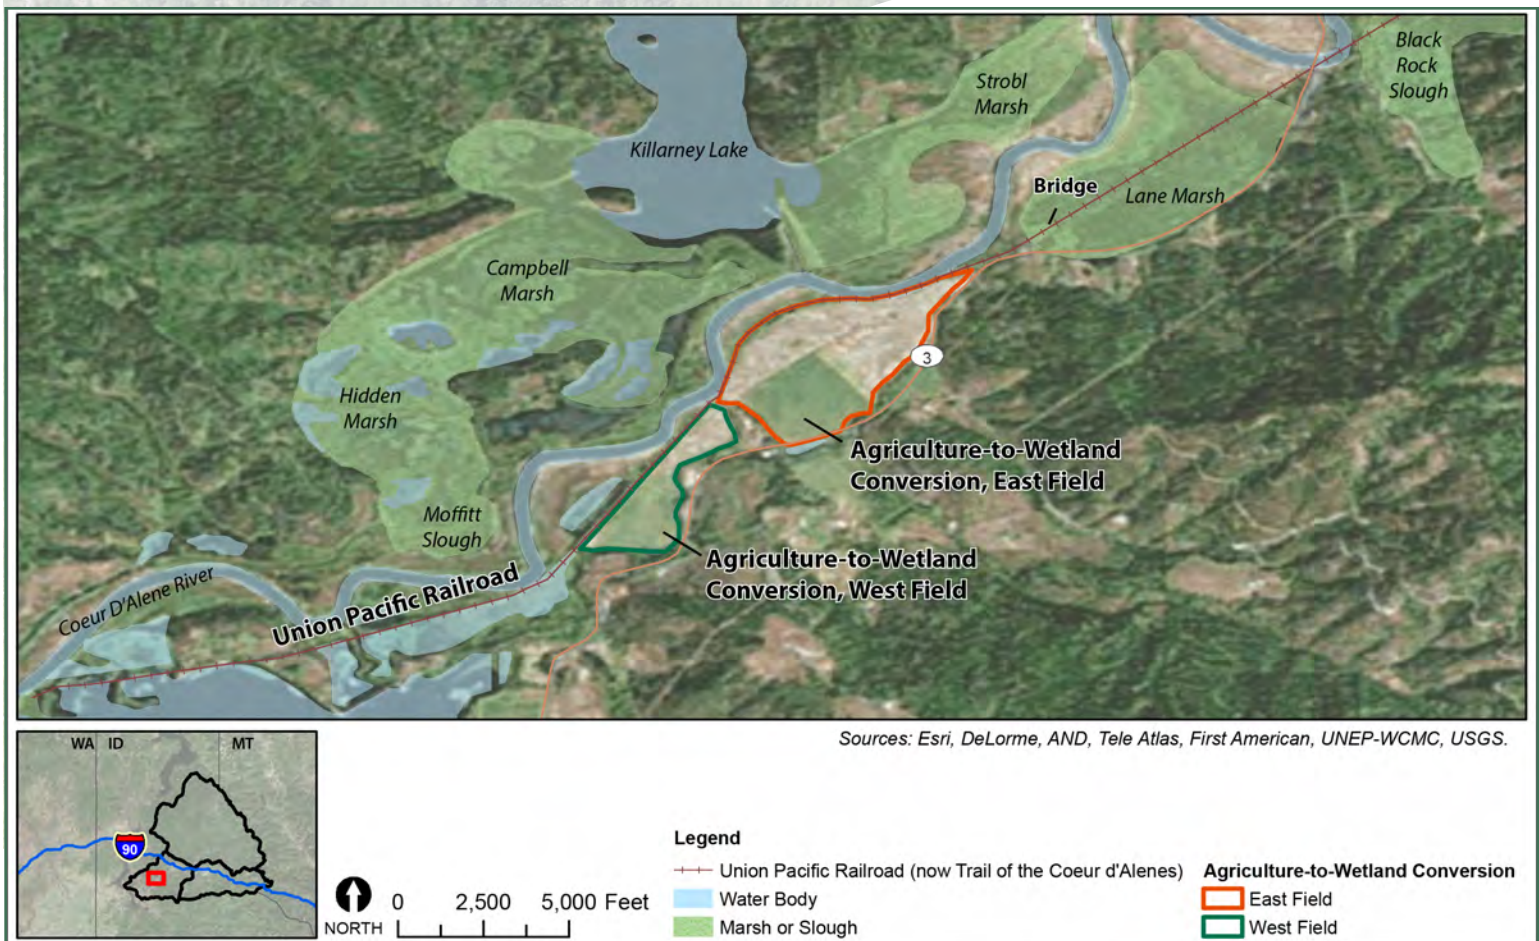 Black
Rock
Slough
Strobl
Marsh
Killarney Lake
Bridge
Lane Marsh
Campbell
Marsh
3
Hidden
Marsh
Agriculture-to-Wetland
Conversion, East Field
Moffitt
Slough
Agriculture-to-Wetland
Conversion, West Field
Coeur D'Alene River
Union Pacific Railroad
Sources: Esri, DeLorme, AND, Tele Atlas, First American, UNEP-WCMC, USGS.
WA ID MT
90
NORTH
0 2,500 5,000 Feet
Legend
Union Pacific Railroad (now Trail of the Coeur d'Alenes)
Water Body
Marsh or Slough
Agriculture-to-Wetland Conversion
East Field
West Field